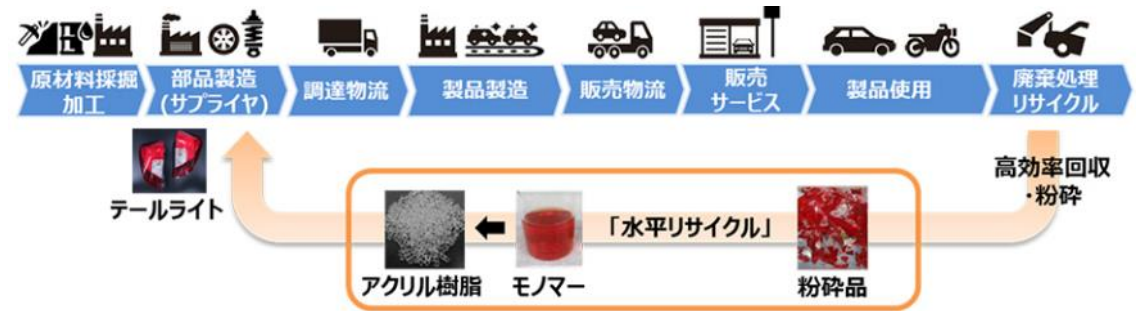 原材料採掘
加工
部品製造
(サプライヤ)
調達物流
製品製造
販売物流
販売
サービス
製品使用
廃棄処理
リサイクル
テールライト
高効率回収
・粉砕
「水平リサイクル」
アクリル樹脂
モノマー
粉砕品